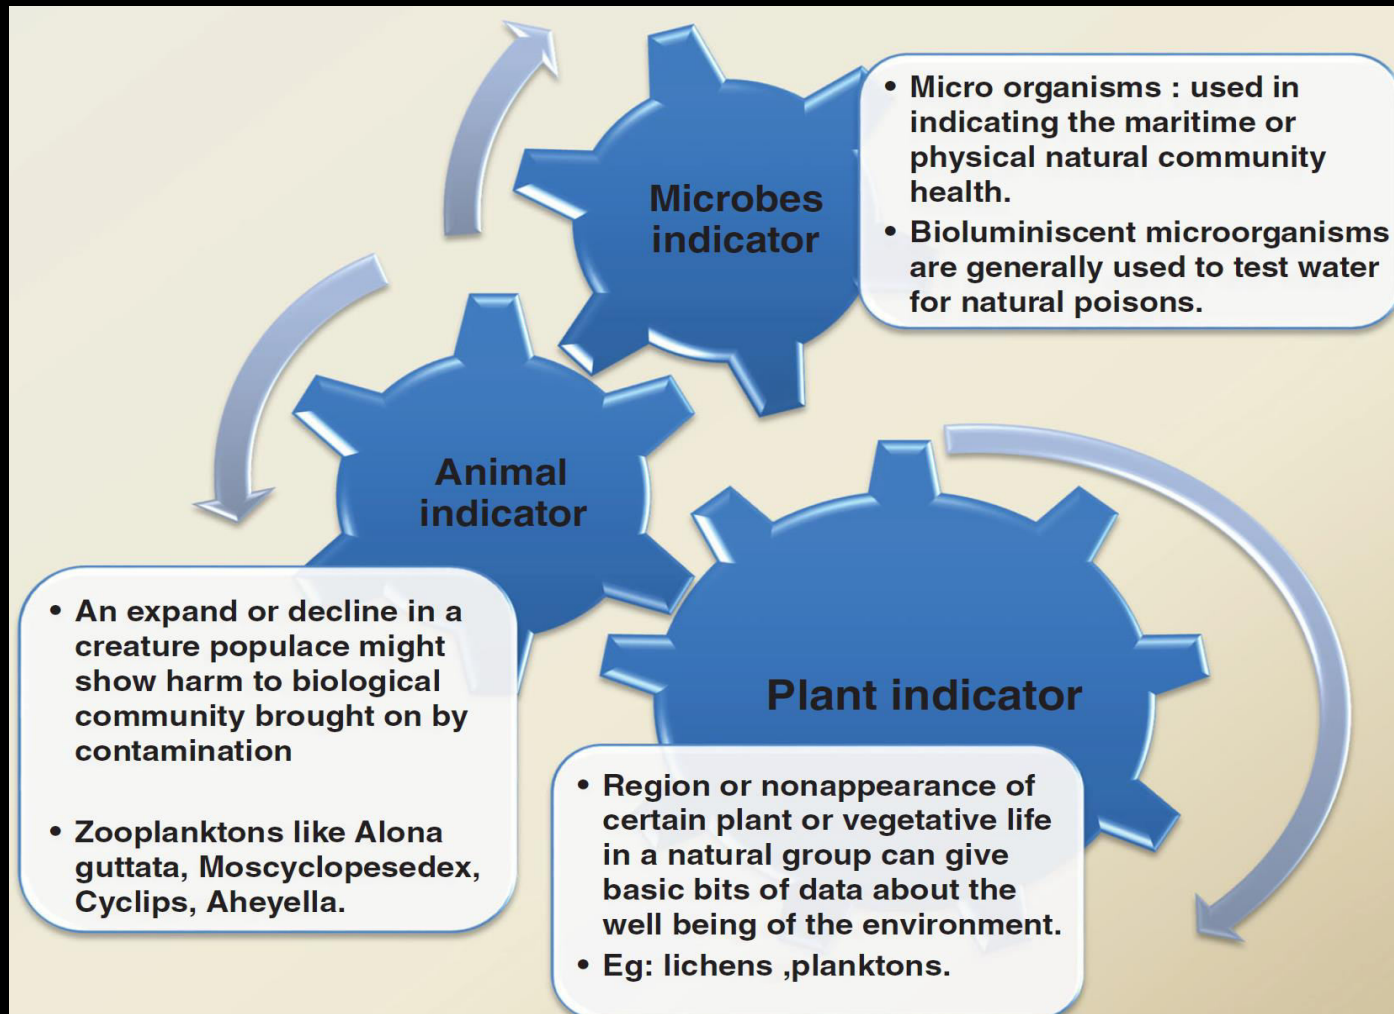 Microbes
indicator
• Micro organisms : used in
indicating the maritime or
physical natural community
health.
• Bioluminiscent microorganisms
are generally used to test water
for natural poisons.
Animal
indicator
• An expand or decline in a
creature populace might
show harm to biological
community brought on by
contamination
• Zooplanktons like Alona
guttata, Moscyclopesedex,
Cyclips, Aheyella.
Plant indicator
• Region or nonappearance of
certain plant or vegetative life
in a natural group can give
basic bits of data about the
well being of the environment.
• Eg: lichens ,planktons.